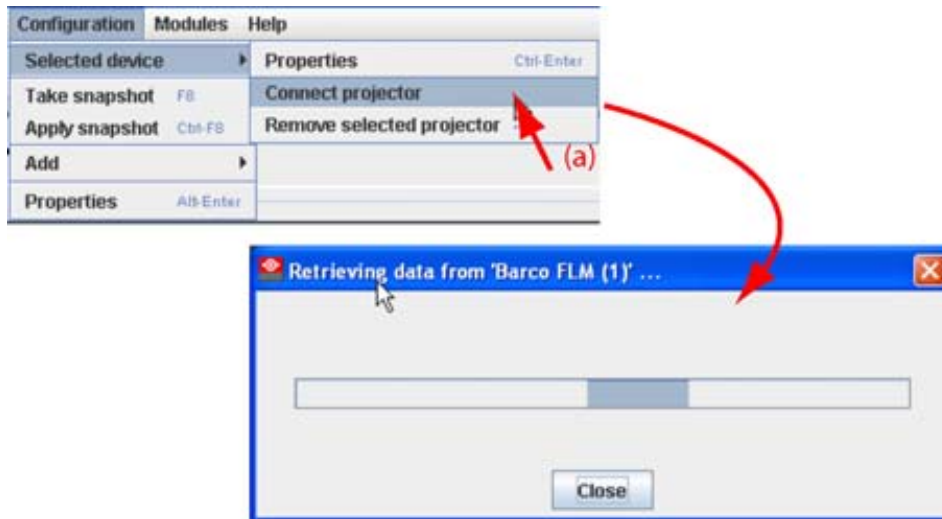 Configuration Modules Help
Selected device
Properties Ctrl-Enter
Take snapshot F8
Connect projector
Apply snapshot Ctrl-F8
Remove selected projector
(a)
Add
Properties Alt-Enter
Retrieving data from 'Barco FLM (1)' ...
Close